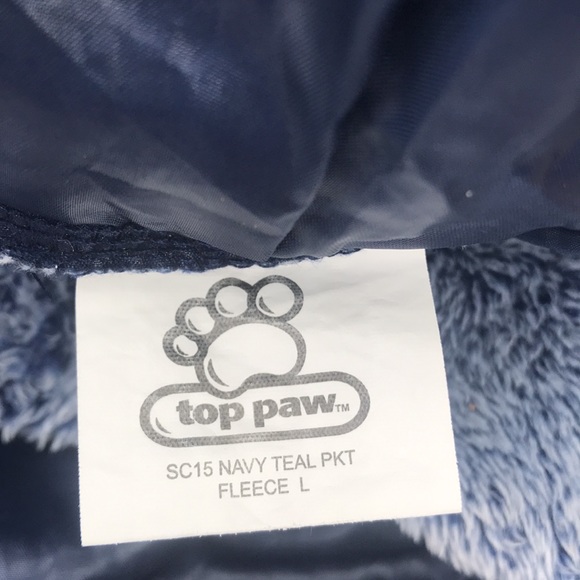 top paw™
SC15 NAVY TEAL PKT
FLEECE L